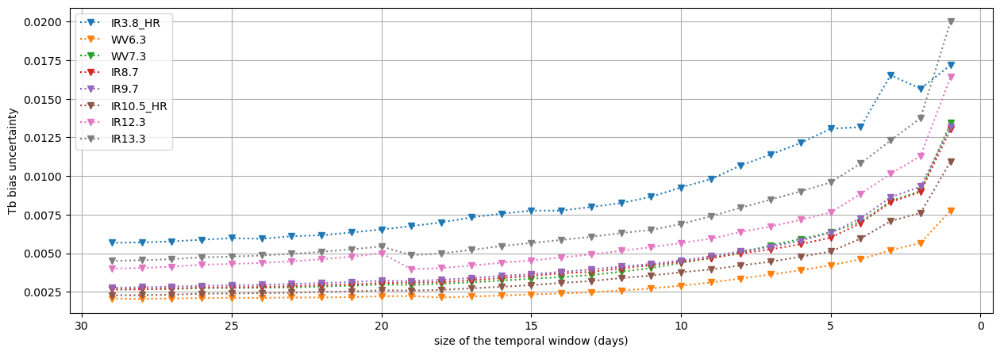 0.0200
0.0175
0.0150
0.0125
0.0100
0.0075
0.0050
0.0025
Tb bias uncertainty
IR3.8_HR
WV6.3
WV7.3
IR8.7
IR9.7
IR10.5_HR
IR12.3
IR13.3
30 25 20 15 10 5 0
size of the temporal window (days)